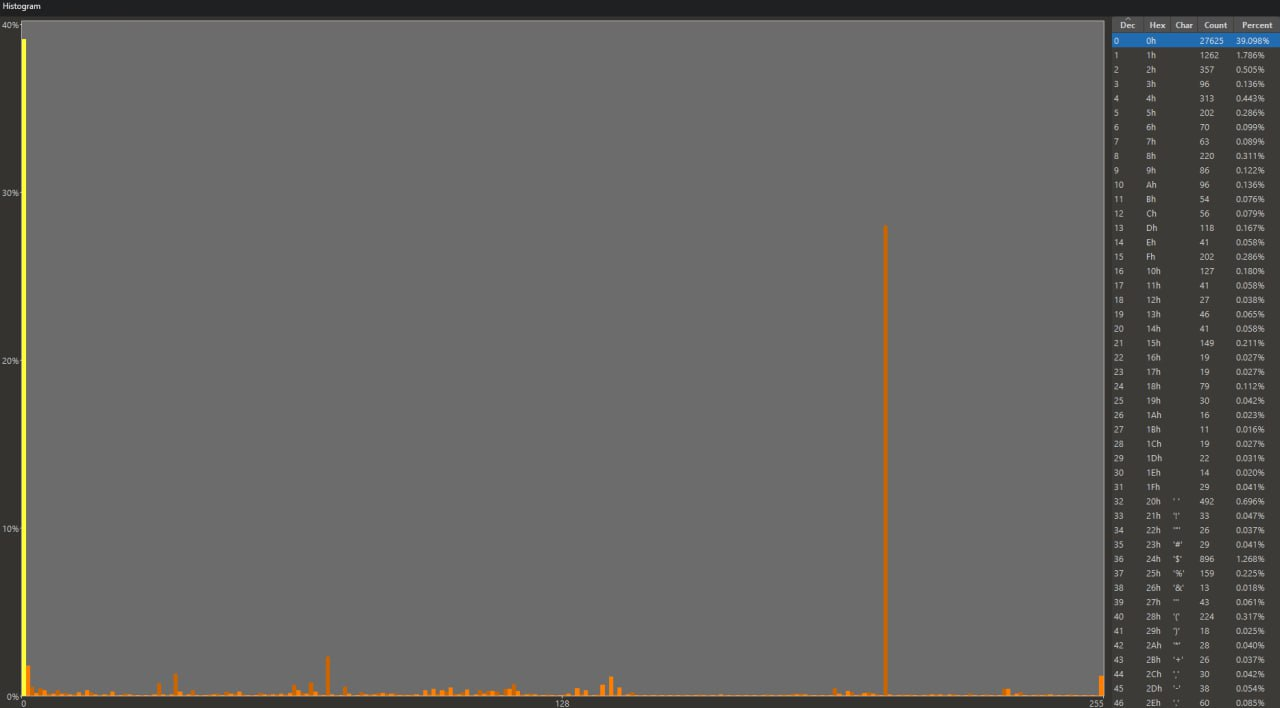 Histogram
40%
30%
20%
10%
0%
0
128
255
Dec Hex Char Count Percent
0 0h 27625 39.098%
1 1h 1262 1.786%
2 2h 357 0.505%
3 3h 96 0.136%
4 4h 313 0.443%
5 5h 202 0.286%
6 6h 70 0.099%
7 7h 63 0.089%
8 8h 220 0.311%
9 9h 86 0.122%
10 Ah 96 0.136%
11 Bh 54 0.076%
12 Ch 56 0.079%
13 Dh 118 0.167%
14 Eh 41 0.058%
15 Fh 202 0.286%
16 10h 127 0.180%
17 11h 41 0.058%
18 12h 27 0.038%
19 13h 46 0.065%
20 14h 41 0.058%
21 15h 149 0.211%
22 16h 19 0.027%
23 17h 19 0.027%
24 18h 79 0.112%
25 19h 30 0.042%
26 1Ah 16 0.023%
27 1Bh 11 0.016%
28 1Ch 19 0.027%
29 1Dh 22 0.031%
30 1Eh 14 0.020%
31 1Fh 29 0.041%
32 20h ' ' 492 0.696%
33 21h '!' 33 0.047%
34 22h '"' 26 0.037%
35 23h '#' 29 0.041%
36 24h '$' 896 1.268%
37 25h '%' 159 0.225%
38 26h '&' 13 0.018%
39 27h ''' 43 0.061%
40 28h '(' 224 0.317%
41 29h ')' 18 0.025%
42 2Ah '*' 28 0.040%
43 2Bh '+' 26 0.037%
44 2Ch ',' 30 0.042%
45 2Dh '-' 38 0.054%
46 2Eh '.' 60 0.085%